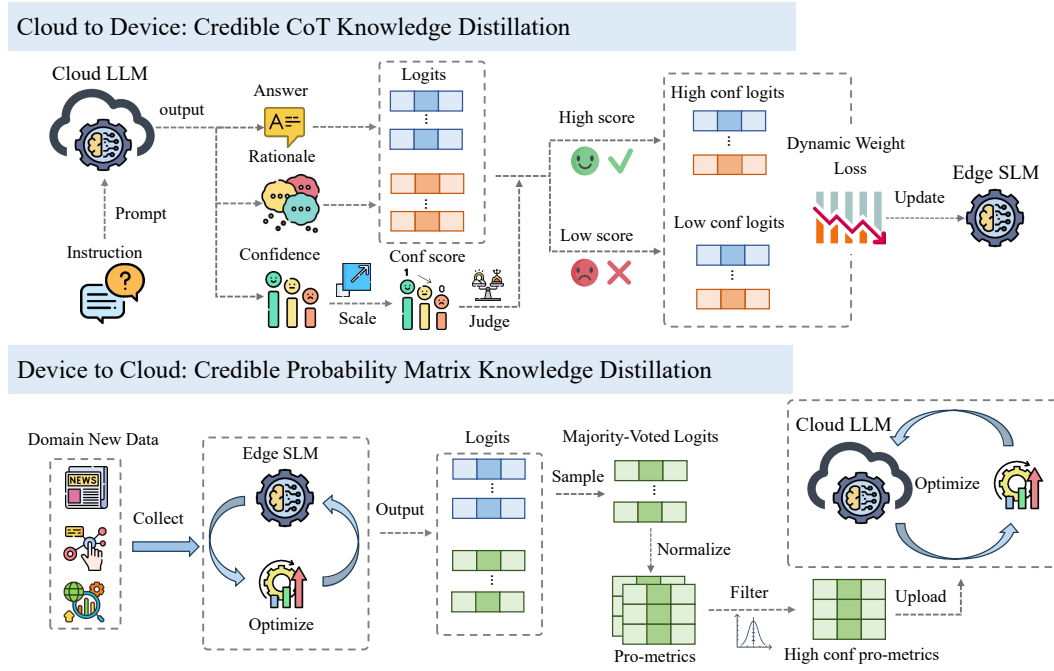 Cloud to Device: Credible CoT Knowledge Distillation
Cloud LLM
output
Prompt
Instruction
Answer
A
Rationale
Confidence
Scale
Conf score
1
0
Judge
Logits
High score
Low score
High conf logits
Low conf logits
Dynamic Weight
Loss
Update
Edge SLM
Device to Cloud: Credible Probability Matrix Knowledge Distillation
Domain New Data
NEWS
Collect
Edge SLM
Optimize
Output
Logits
Sample
Majority-Voted Logits
Normalize
Pro-metrics
Filter
High conf pro-metrics
Upload
Cloud LLM
Optimize